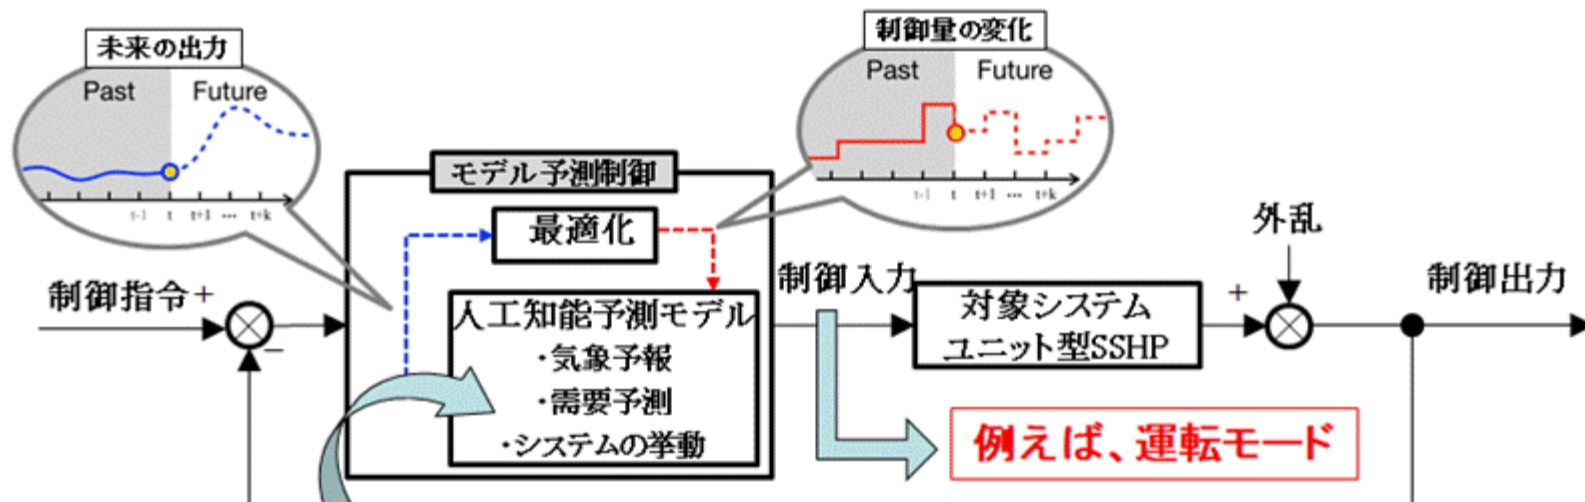 未来の出力
Past
Future
t-1 t t+1 ... t+k
制御量の変化
Past
Future
t-1 t t+1 ... t+k
モデル予測制御
最適化
人工知能予測モデル
・気象予報
・需要予測
・システムの挙動
制御指令+
−
制御入力
対象システム
ユニット型SSHP
+
外乱
制御出力
例えば、運転モード